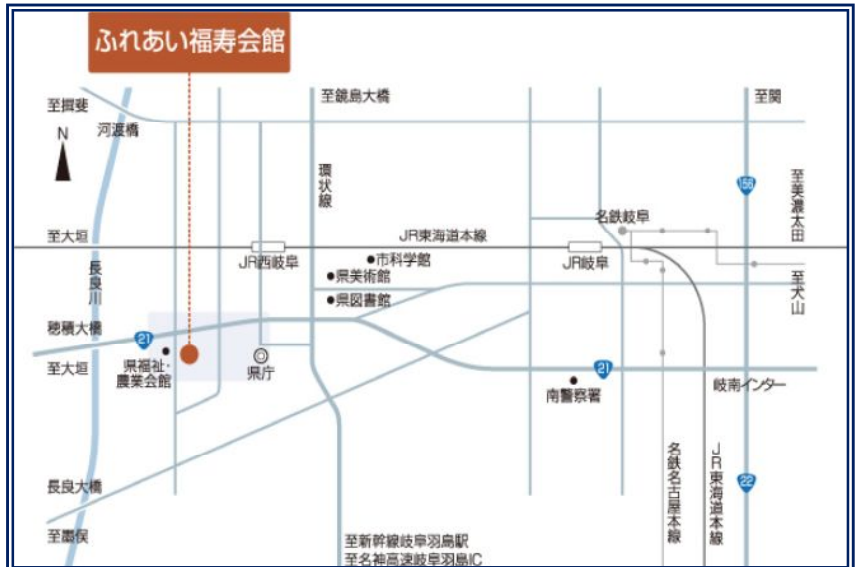 ふれあい福寿会館
至揖斐
至鏡島大橋
至関
河渡橋
N
環状線
156
至美濃太田
名鉄岐阜
至大垣
JR東海道本線
JR西岐阜
市科学館
JR岐阜
長良川
県美術館
至犬山
県図書館
穂積大橋
21
至大垣
県福祉・
農業会館
県庁
21
南警察署
岐南インター
名鉄名古屋本線
JR東海道本線
長良大橋
22
至墨俣
至新幹線岐阜羽島駅
至名神高速岐阜羽島IC